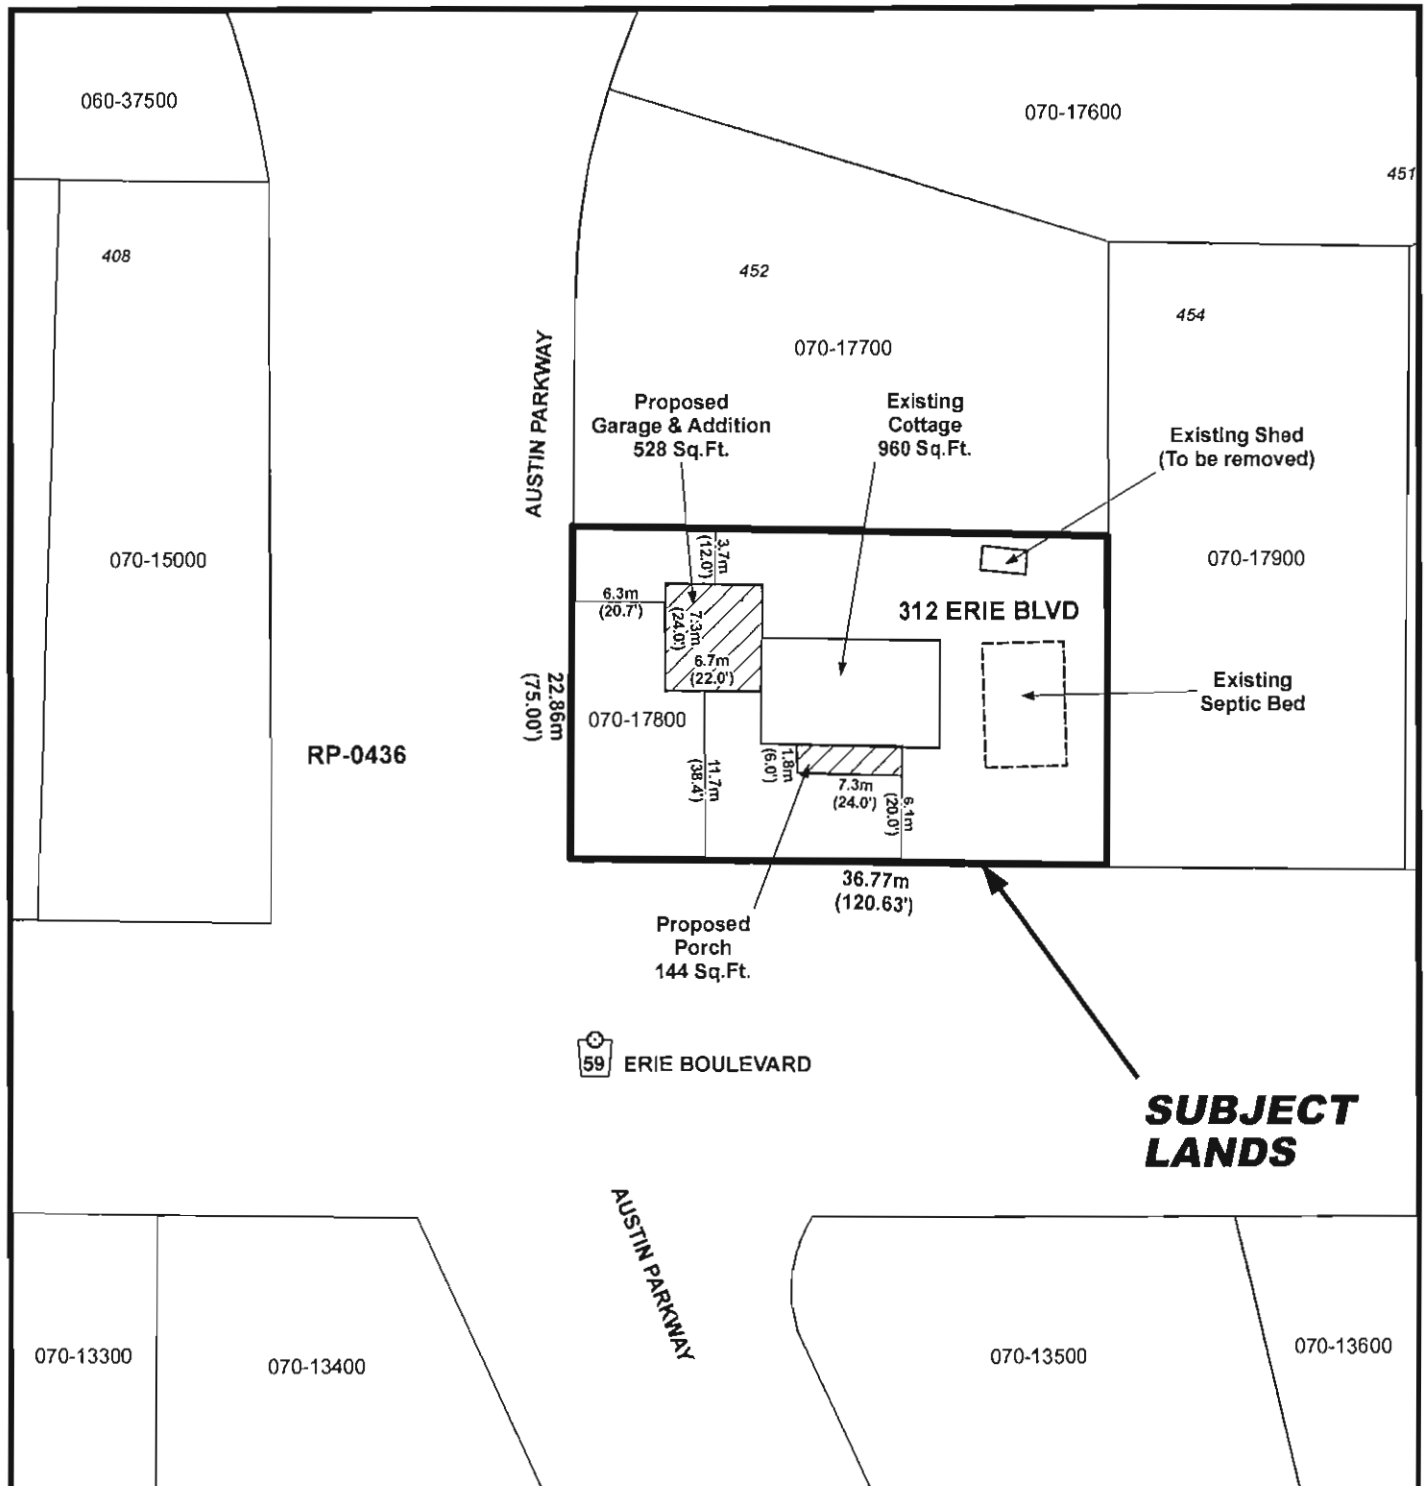 060-37500
070-17600
451
408
452
454
070-17700
AUSTIN PARKWAY
Proposed
Garage & Addition
528 Sq.Ft.
Existing
Cottage
960 Sq.Ft.
Existing Shed
(To be removed)
070-15000
070-17900
3.7m
(12.0')
6.3m
(20.7')
312 ERIE BLVD
7.3m
(24.0')
6.7m
(22.0')
22.86m
(75.00')
070-17800
Existing
Septic Bed
RP-0436
11.7m
(38.4')
1.8m
(6.0')
7.3m
(24.0')
6.1m
(20.0')
36.77m
(120.63')
Proposed
Porch
144 Sq.Ft.
59 ERIE BOULEVARD
SUBJECT
LANDS
AUSTIN PARKWAY
070-13300
070-13400
070-13500
070-13600